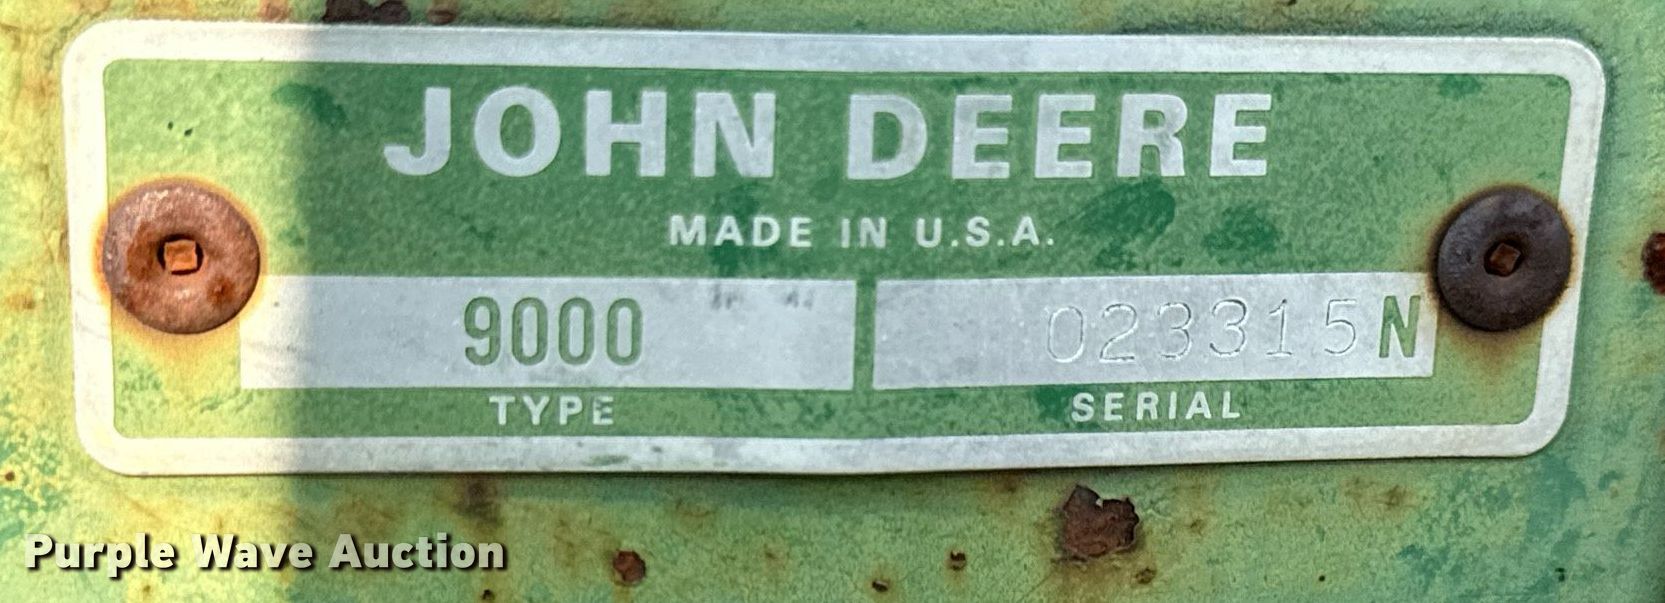 JOHN DEERE
MADE IN U.S.A.
9000 023315N
TYPE SERIAL
Purple Wave Auction